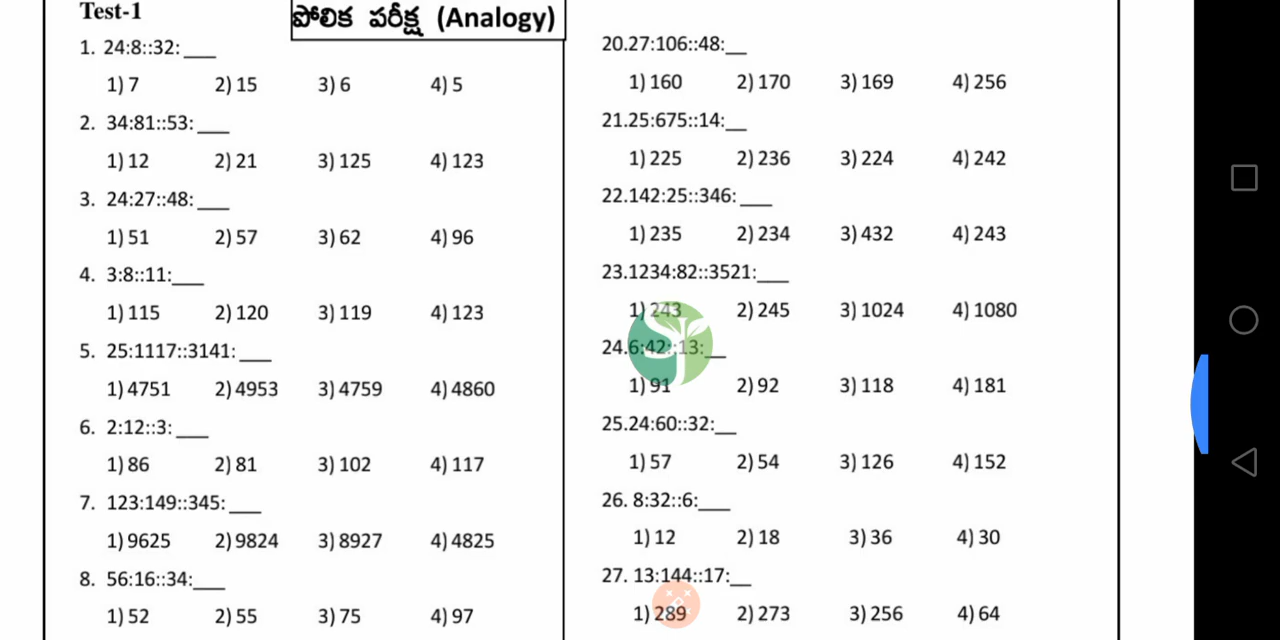 Test-1
పోలిక పరీక్ష (Analogy)
1. 24:8::32:___
1) 7 2) 15 3) 6 4) 5
2. 34:81::53:___
1) 12 2) 21 3) 125 4) 123
3. 24:27::48:___
1) 51 2) 57 3) 62 4) 96
4. 3:8::11:___
1) 115 2) 120 3) 119 4) 123
5. 25:1117::3141:___
1) 4751 2) 4953 3) 4759 4) 4860
6. 2:12::3:___
1) 86 2) 81 3) 102 4) 117
7. 123:149::345:___
1) 9625 2) 9824 3) 8927 4) 4825
8. 56:16::34:___
1) 52 2) 55 3) 75 4) 97
20.27:106::48:__
1) 160 2) 170 3) 169 4) 256
21.25:675::14:__
1) 225 2) 236 3) 224 4) 242
22.142:25::346:___
1) 235 2) 234 3) 432 4) 243
23.1234:82::3521:___
1) 243 2) 245 3) 1024 4) 1080
24.6:42::13:__
1) 91 2) 92 3) 118 4) 181
25.24:60::32:__
1) 57 2) 54 3) 126 4) 152
26. 8:32::6:___
1) 12 2) 18 3) 36 4) 30
27. 13:144::17:__
1) 289 2) 273 3) 256 4) 64